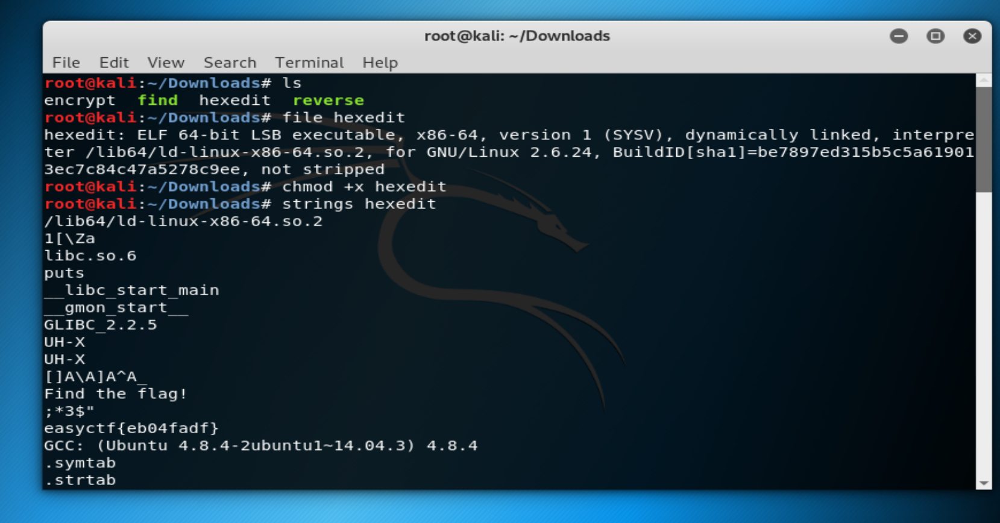 root@kali: ~/Downloads
File Edit View Search Terminal Help
root@kali:~/Downloads# ls
encrypt  find  hexedit  reverse
root@kali:~/Downloads# file hexedit
hexedit: ELF 64-bit LSB executable, x86-64, version 1 (SYSV), dynamically linked, interpre
ter /lib64/ld-linux-x86-64.so.2, for GNU/Linux 2.6.24, BuildID[sha1]=be7897ed315b5c5a61901
3ec7c84c47a5278c9ee, not stripped
root@kali:~/Downloads# chmod +x hexedit
root@kali:~/Downloads# strings hexedit
/lib64/ld-linux-x86-64.so.2
1[\Za
libc.so.6
puts
__libc_start_main
__gmon_start__
GLIBC_2.2.5
UH-X
UH-X
[]A\A]A^A_
Find the flag!
;*3$"
easyctf{eb04fadf}
GCC: (Ubuntu 4.8.4-2ubuntu1~14.04.3) 4.8.4
.symtab
.strtab